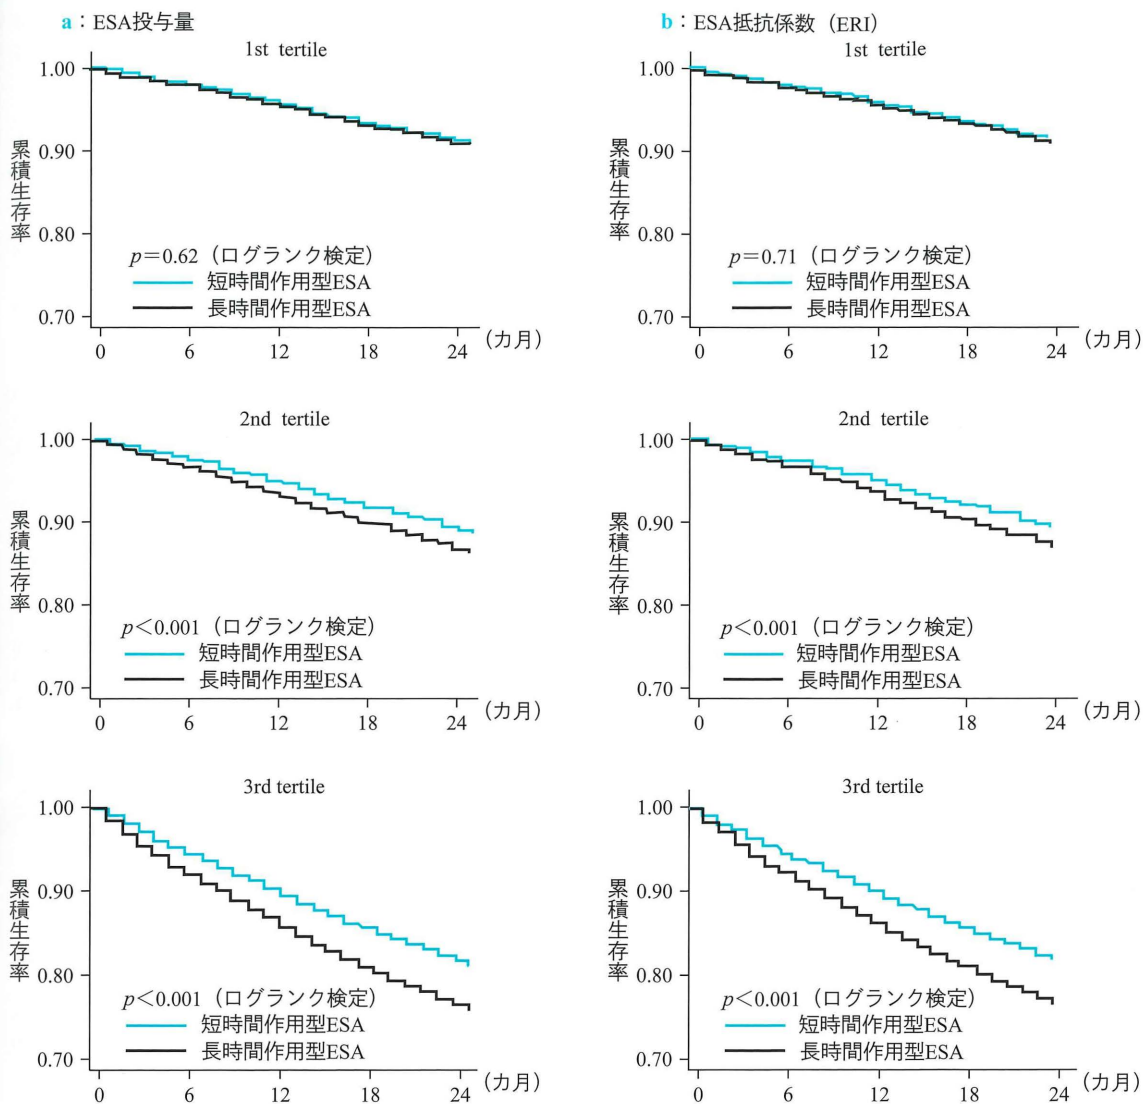 a：ESA投与量
1st tertile
1.00
0.90
0.80
0.70
累積生存率
p＝0.62（ログランク検定）
短時間作用型ESA
長時間作用型ESA
0 6 12 18 24 (カ月)
2nd tertile
1.00
0.90
0.80
0.70
累積生存率
p＜0.001（ログランク検定）
短時間作用型ESA
長時間作用型ESA
0 6 12 18 24 (カ月)
3rd tertile
1.00
0.90
0.80
0.70
累積生存率
p＜0.001（ログランク検定）
短時間作用型ESA
長時間作用型ESA
0 6 12 18 24 (カ月)
b：ESA抵抗係数（ERI）
1st tertile
1.00
0.90
0.80
0.70
累積生存率
p＝0.71（ログランク検定）
短時間作用型ESA
長時間作用型ESA
0 6 12 18 24 (カ月)
2nd tertile
1.00
0.90
0.80
0.70
累積生存率
p＜0.001（ログランク検定）
短時間作用型ESA
長時間作用型ESA
0 6 12 18 24 (カ月)
3rd tertile
1.00
0.90
0.80
0.70
累積生存率
p＜0.001（ログランク検定）
短時間作用型ESA
長時間作用型ESA
0 6 12 18 24 (カ月)